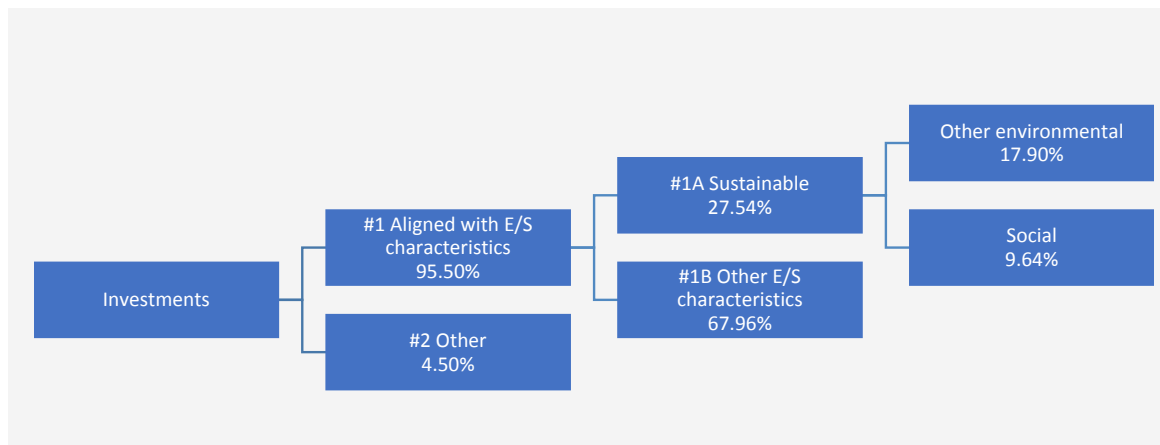 Investments
#1 Aligned with E/S
characteristics
95.50%
#2 Other
4.50%
#1A Sustainable
27.54%
#1B Other E/S
characteristics
67.96%
Other environmental
17.90%
Social
9.64%